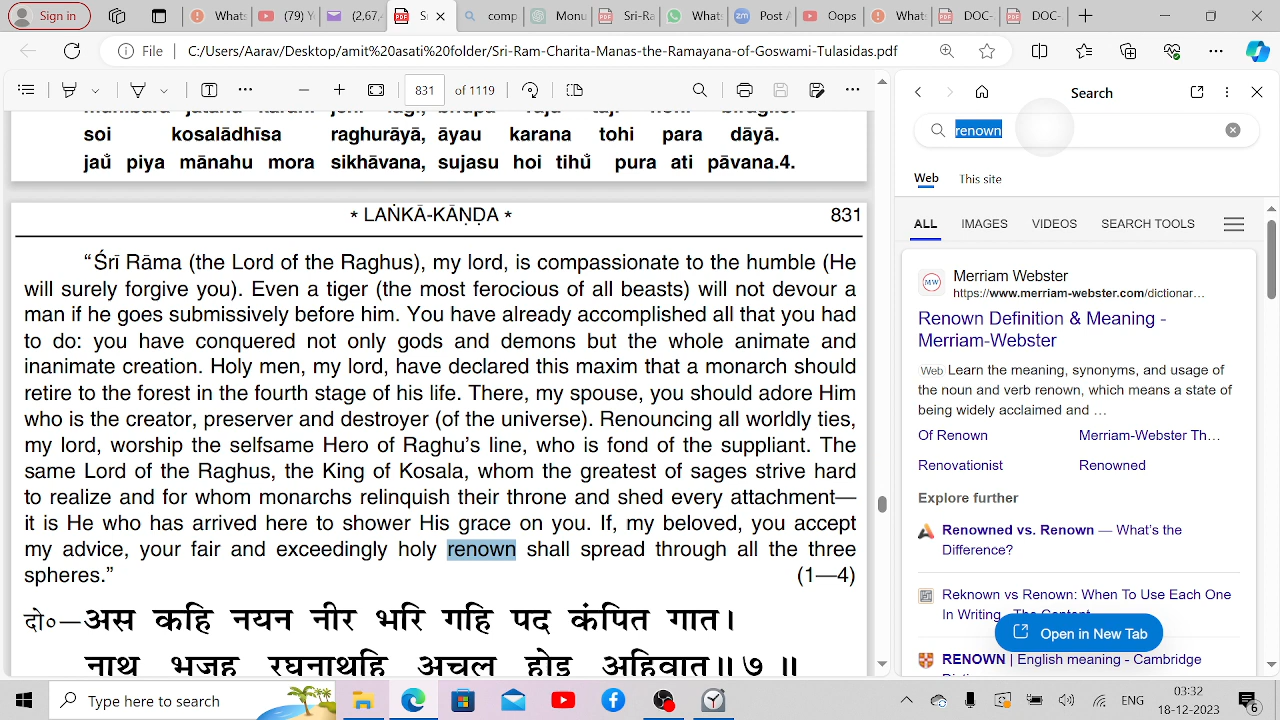 Sign in
Whats
(79) Y
(2,67,
S
comp
Monu
Sri-Ra
Whats
Post /
Ops
Whats
DOC-
DOC-
File | C:/Users/Aarav/Desktop/amit%20asati%20folder/Sri-Ram-Charita-Manas-the-Ramayana-of-Goswami-Tulasidas.pdf
831 of 1119
soi kosalādhīsa raghurāyā, āyau karana tohi para dāyā.
jaů piya mānahu mora sikhāvana, sujasu hoi tihů pura ati pāvana.4.
* LAṄKĀ-KĀṆḌA * 831
“Śrī Rāma (the Lord of the Raghus), my lord, is compassionate to the humble (He
will surely forgive you). Even a tiger (the most ferocious of all beasts) will not devour a
man if he goes submissively before him. You have already accomplished all that you had
to do: you have conquered not only gods and demons but the whole animate and
inanimate creation. Holy men, my lord, have declared this maxim that a monarch should
retire to the forest in the fourth stage of his life. There, my spouse, you should adore Him
who is the creator, preserver and destroyer (of the universe). Renouncing all worldly ties,
my lord, worship the selfsame Hero of Raghu’s line, who is fond of the suppliant. The
same Lord of the Raghus, the King of Kosala, whom the greatest of sages strive hard
to realize and for whom monarchs relinquish their throne and shed every attachment—
it is He who has arrived here to shower His grace on you. If, my beloved, you accept
my advice, your fair and exceedingly holy renown shall spread through all the three
spheres.” (1—4)
दो०—अस कहि नयन नीर भरि गहि पद कंपित गात।
नाथ भजहु रघुनाथहि अचल होइ अहिवात॥ ७ ॥
Search
renown
Web This site
ALL IMAGES VIDEOS SEARCH TOOLS
Merriam Webster
https://www.merriam-webster.com/dictionar...
Renown Definition & Meaning -
Merriam-Webster
Web Learn the meaning, synonyms, and usage of
the noun and verb renown, which means a state of
being widely acclaimed and ...
Of Renown Merriam-Webster Th...
Renovationist Renowned
Explore further
Renowned vs. Renown — What’s the
Difference?
Reknown vs Renown: When To Use Each One
In Writing
Open in New Tab
RENOWN | English meaning - Cambridge
Type here to search
ENG
03:32
18-12-2023
6